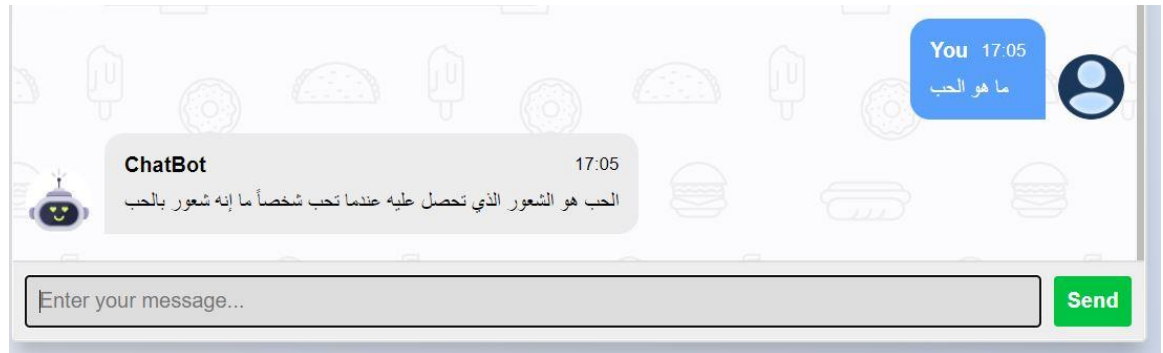 You 17:05
ما هو الحب
ChatBot 17:05
الحب هو الشعور الذي تحصل عليه عندما تحب شخصاً ما إنه شعور بالحب
Enter your message...
Send